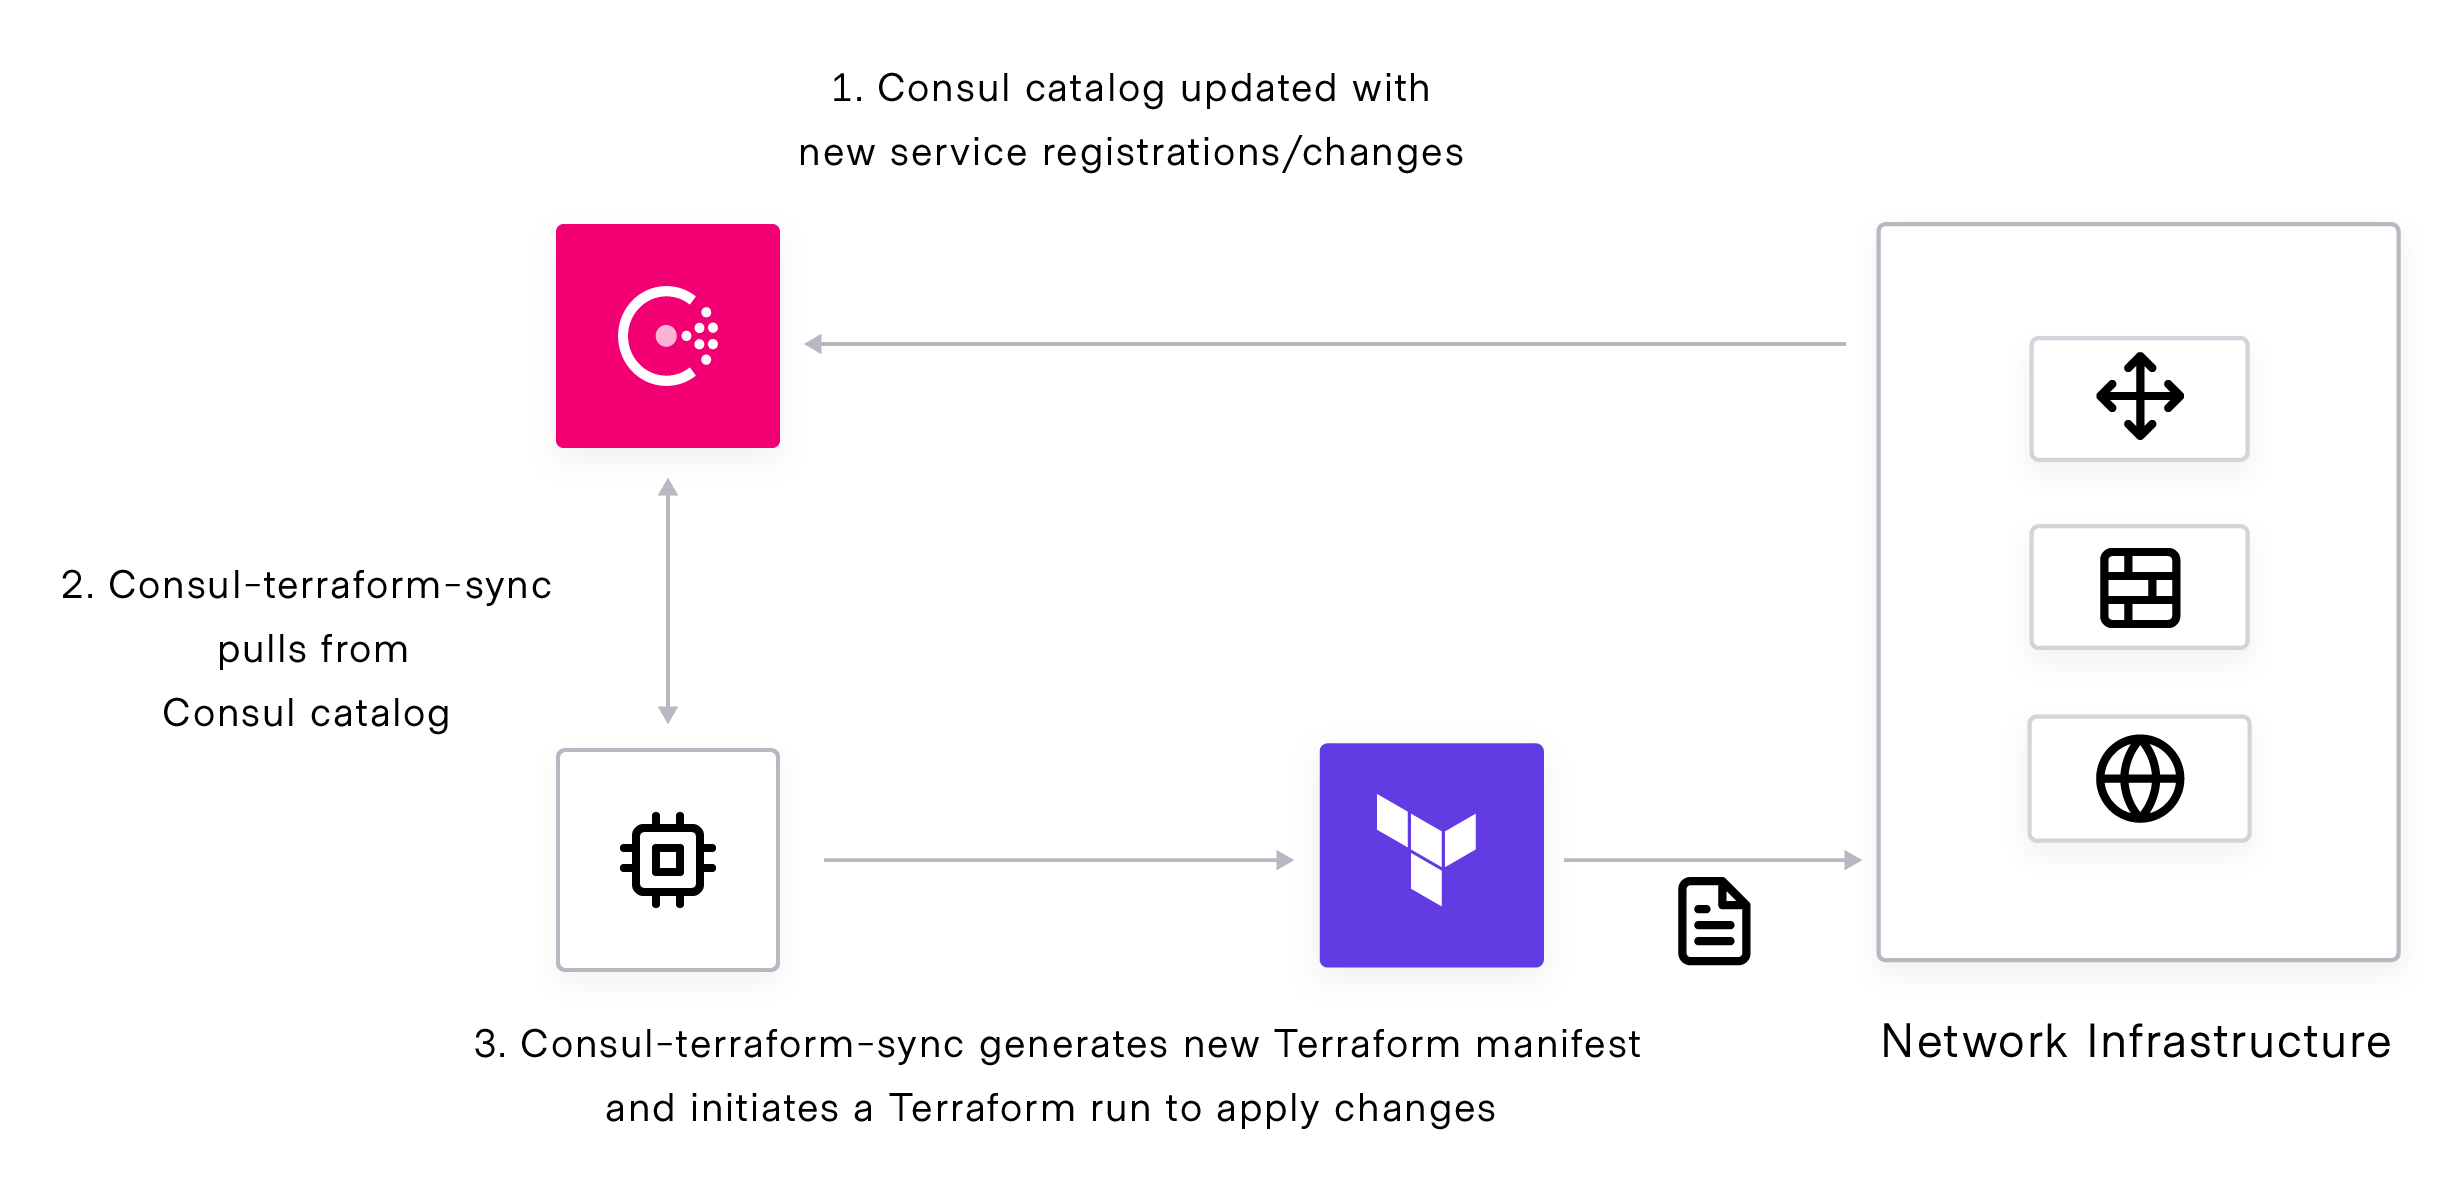 1. Consul catalog updated with
new service registrations/changes
2. Consul-terraform-sync
pulls from
Consul catalog
3. Consul-terraform-sync generates new Terraform manifest
and initiates a Terraform run to apply changes
Network Infrastructure